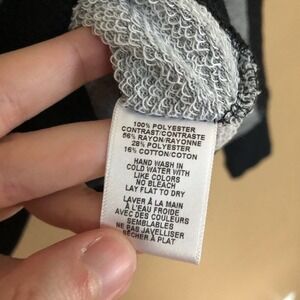 100% POLYESTER
CONTRAST/CONTRASTE
56% RAYON/RAYONNE
28% POLYESTER
16% COTTON/COTON
HAND WASH IN
COLD WATER WITH
LIKE COLORS
NO BLEACH
LAY FLAT TO DRY
LAVER À LA MAIN
À L'EAU FROIDE
AVEC DES COULEURS
SEMBLABLES
NE PAS JAVELLISER
SÉCHER À PLAT